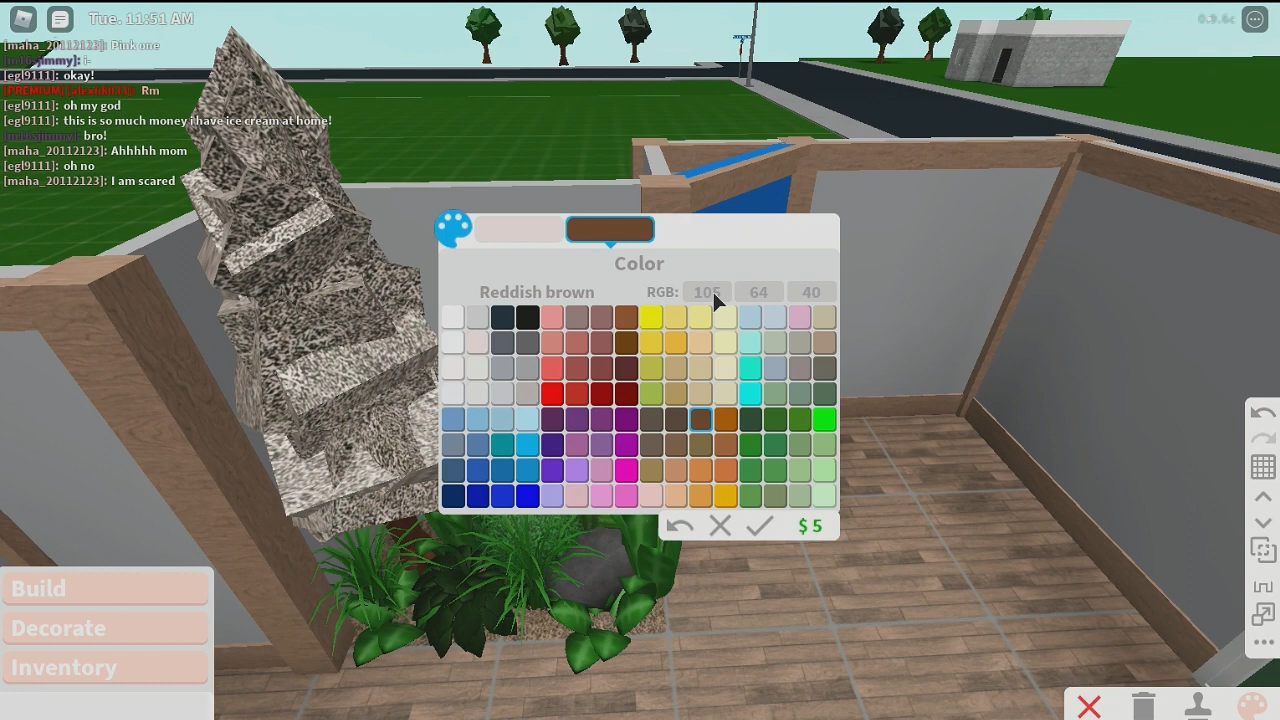 Tue. 11:51 AM
[maha_20112123]: Pink one
i-
[egl9111]: okay!
Rm
[egl9111]: oh my god
[egl9111]: this is so much money i have ice cream at home!
bro!
[maha_20112123]: Ahhhhh mom
[egl9111]: oh no
[maha_20112123]: I am scared
Color
Reddish brown RGB: 105 64 40
$ 5
Build
Decorate
Inventory